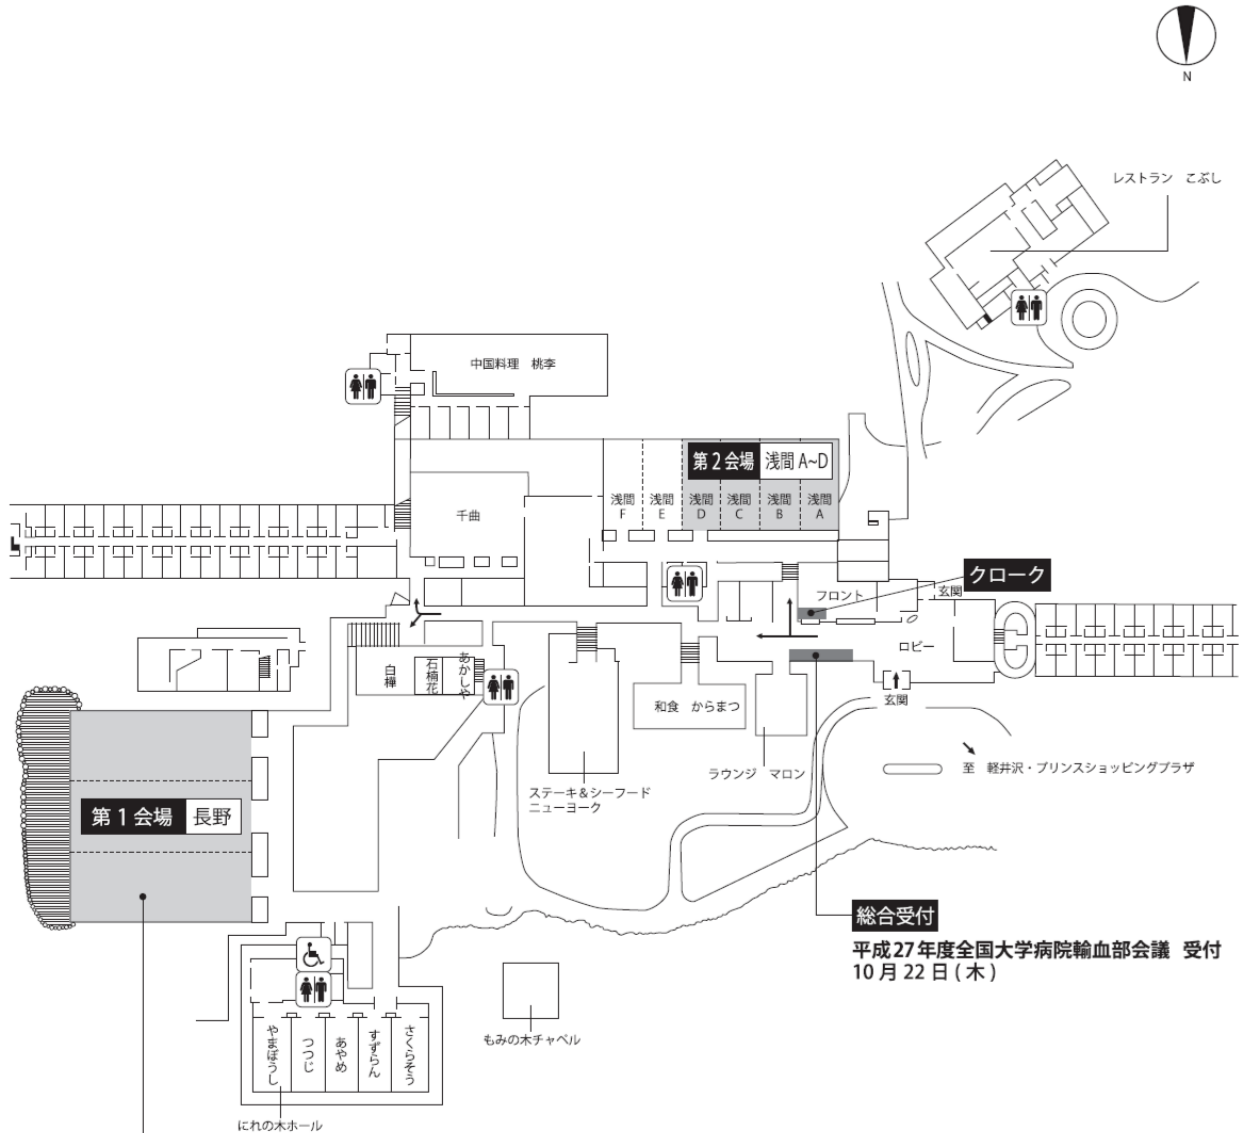 N
レストラン　こぶし
中国料理　桃李
第2会場 浅間 A~D
浅間 F
浅間 E
浅間 D
浅間 C
浅間 B
浅間 A
千曲
クローク
フロント
玄関
ロビー
白樺
石楠花
あかしや
和食　からまつ
玄関
ラウンジ　マロン
至　軽井沢・プリンスショッピングプラザ
ステーキ＆シーフード
ニューヨーク
第1会場 長野
総合受付
平成27年度全国大学病院輸血部会議 受付
10月22日(木)
やまぼうし
つつじ
あやめ
すずらん
さくらそう
もみの木チャペル
にれの木ホール